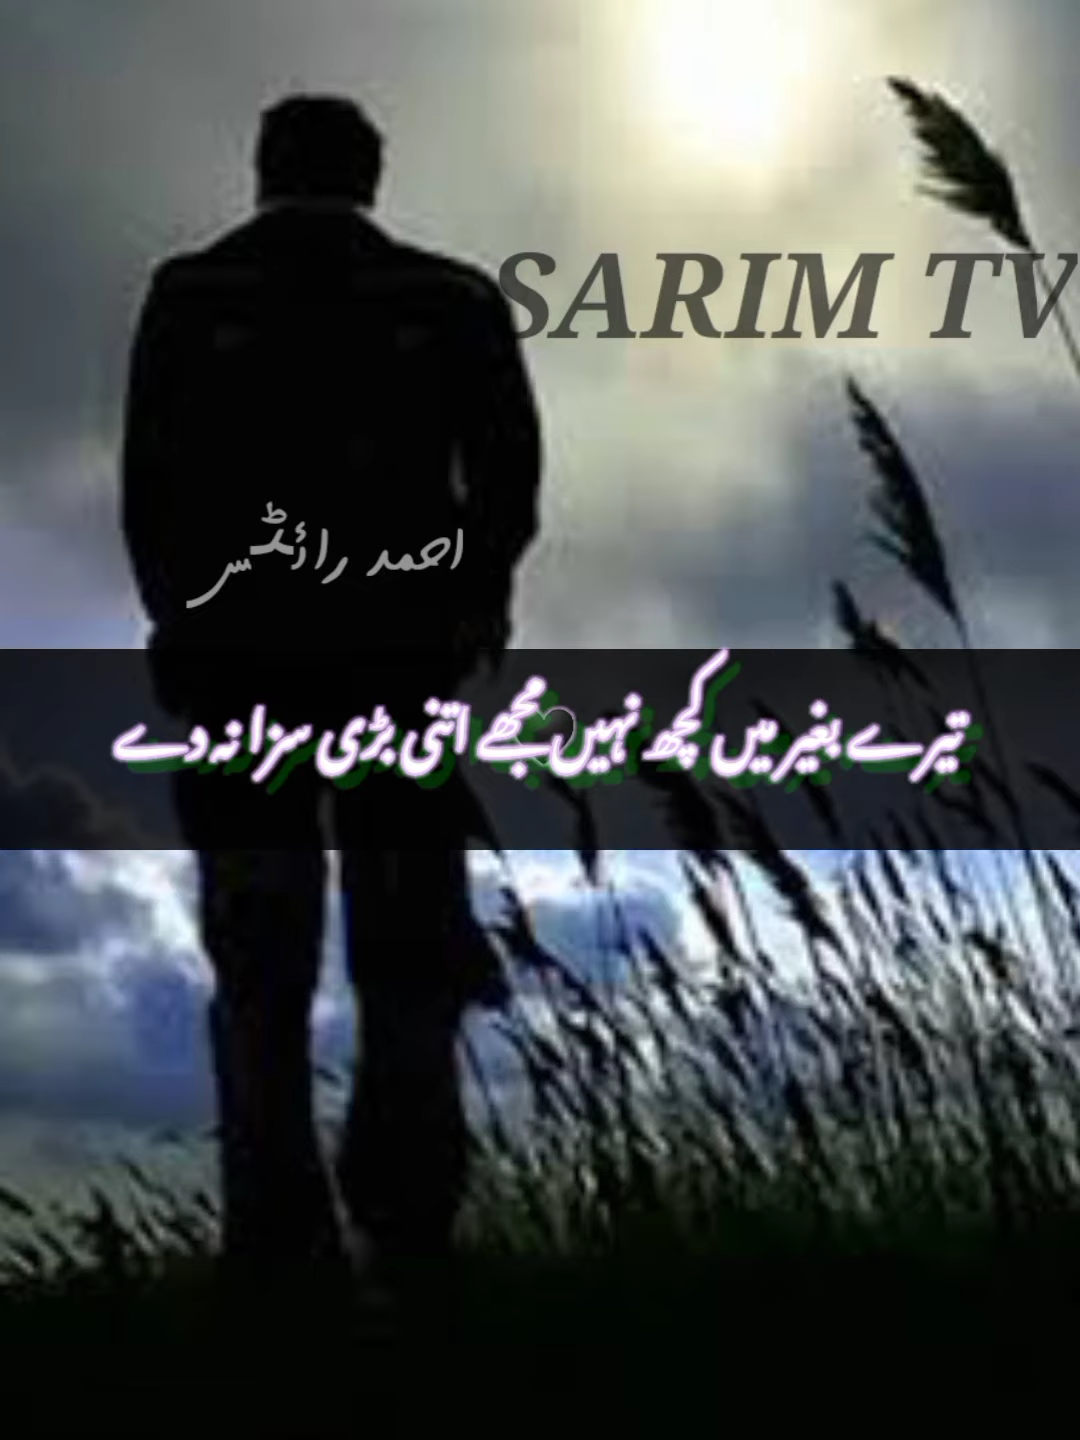 SARIM TV
احمد رائٹس
تیرے بغیر میں کچھ نہیں مجھے اتنی بڑی سزا نہ دے